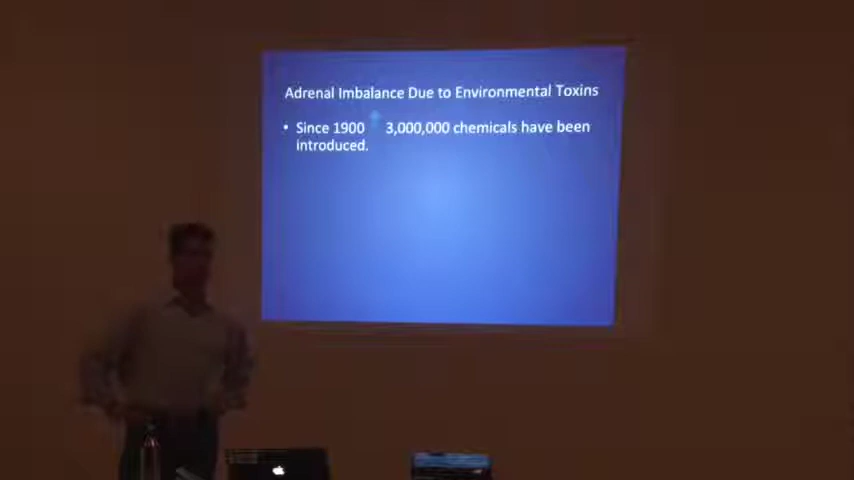 Adrenal Imbalance Due to Environmental Toxins
• Since 1900 3,000,000 chemicals have been
introduced.